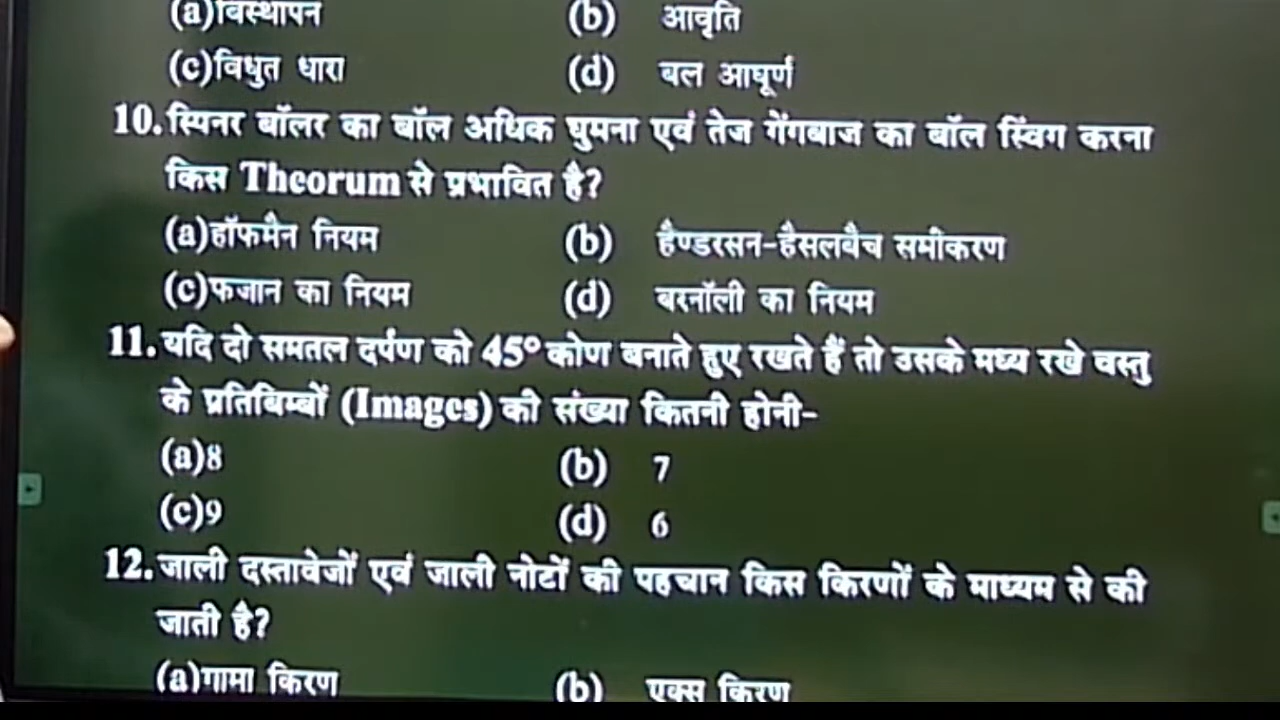 (a)विस्थापन (b) आवृति
(c)विधुत धारा (d) बल आघूर्ण
10.स्पिनर बॉलर का बॉल अधिक घुमना एवं तेज गेंगबाज का बॉल स्विंग करना
किस Theorum से प्रभावित है?
(a)हॉफमैन नियम (b) हैण्डरसन-हैसलबैच समीकरण
(c)फजान का नियम (d) बरनॉली का नियम
11.यदि दो समतल दर्पण को 45° कोण बनाते हुए रखते हैं तो उसके मध्य रखे वस्तु
के प्रतिबिम्बों (Images) की संख्या कितनी होनी-
(a)8 (b) 7
(c)9 (d) 6
12.जाली दस्तावेजों एवं जाली नोटों की पहचान किस किरणों के माध्यम से की
जाती है?
(a)गामा किरण (b) एक्स किरण